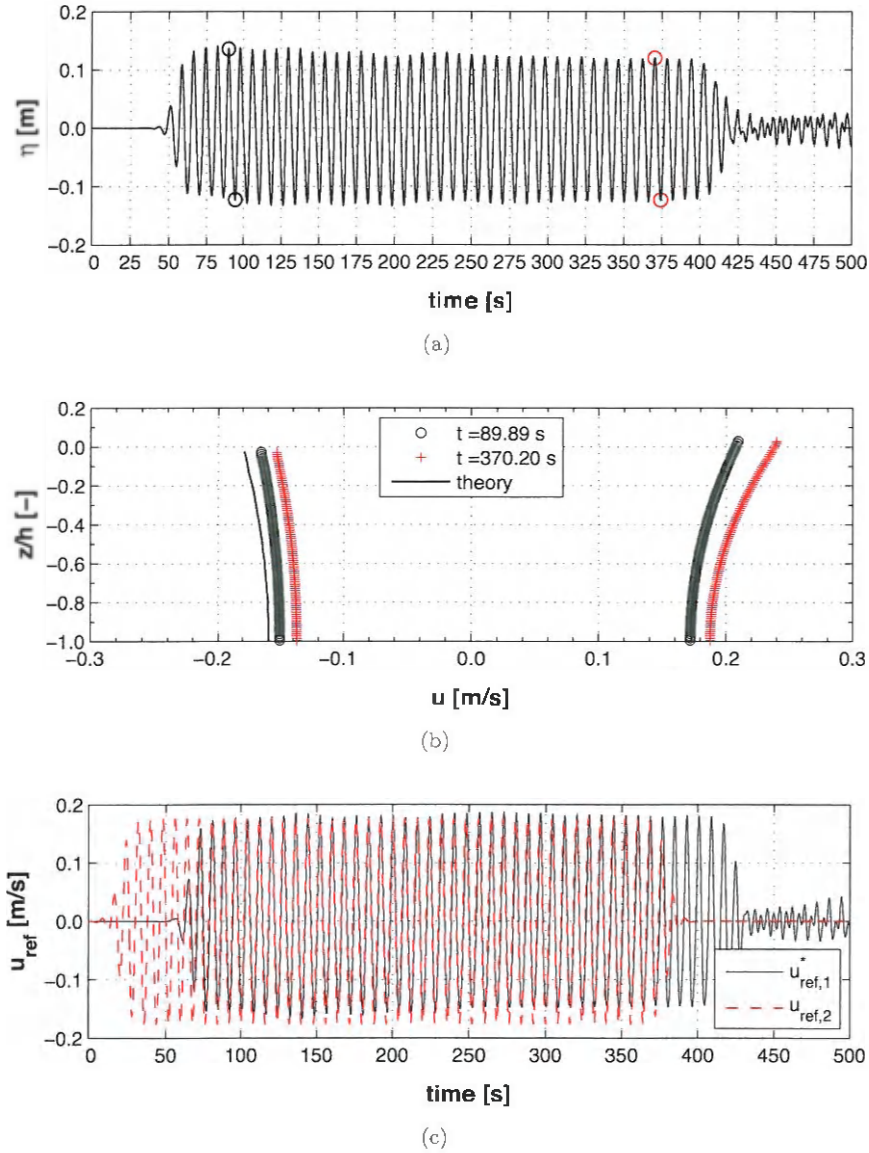 0.2
0.1
0.0
−0.1
−0.2
η [m]
0 25 50 75 100 125 150 175 200 225 250 275 300 325 350 375 400 425 450 475 500
time [s]
(a)
0.2
0.0
−0.2
−0.4
−0.6
−0.8
−1.0
z/h [−]
t =89.89 s
t =370.20 s
theory
−0.3 −0.2 −0.1 0.0 0.1 0.2 0.3
u [m/s]
(b)
0.2
0.1
0.0
−0.1
−0.2
u_ref [m/s]
u*_ref,1
u_ref,2
0 50 100 150 200 250 300 350 400 450 500
time [s]
(c)